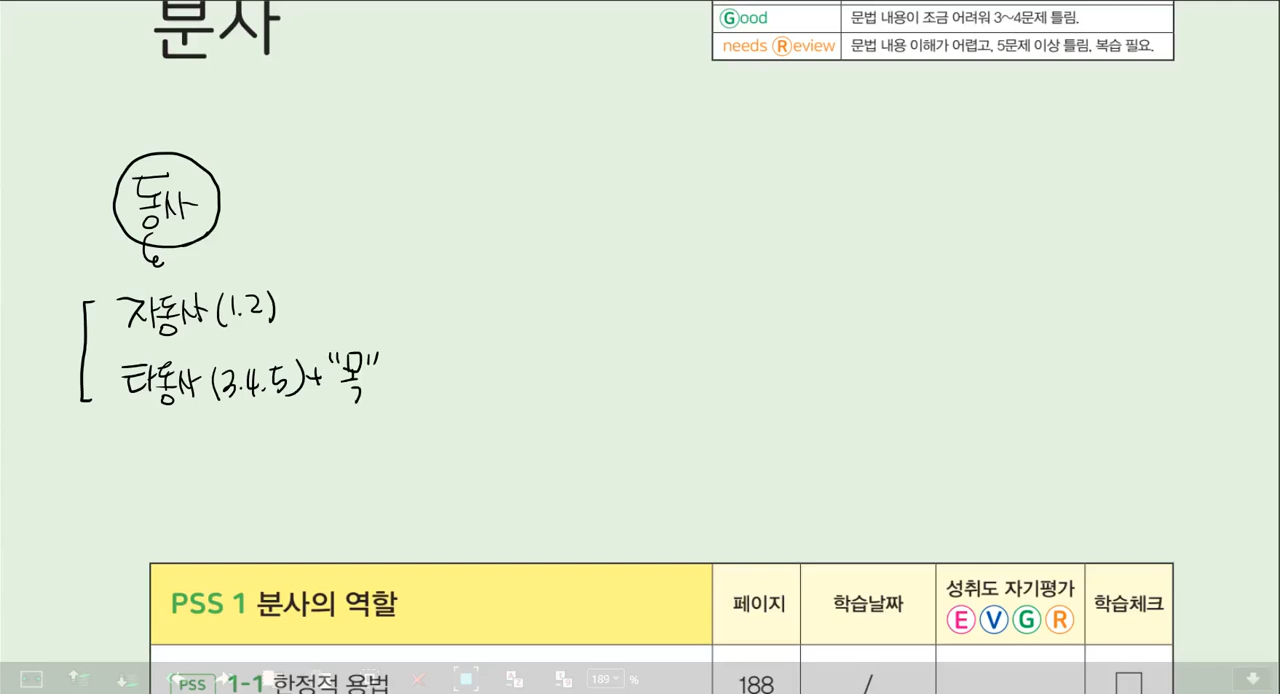 분사
Good 문법 내용이 조금 어려워 3~4문제 틀림.
needs Review 문법 내용 이해가 어렵고, 5문제 이상 틀림. 복습 필요.
동사
자동사(1.2)
타동사(3.4.5)+"목"
PSS 1 분사의 역할 페이지 학습날짜 성취도 자기평가 학습체크
E V G R
PSS 1-1 한정적 용법 188 /
189 %